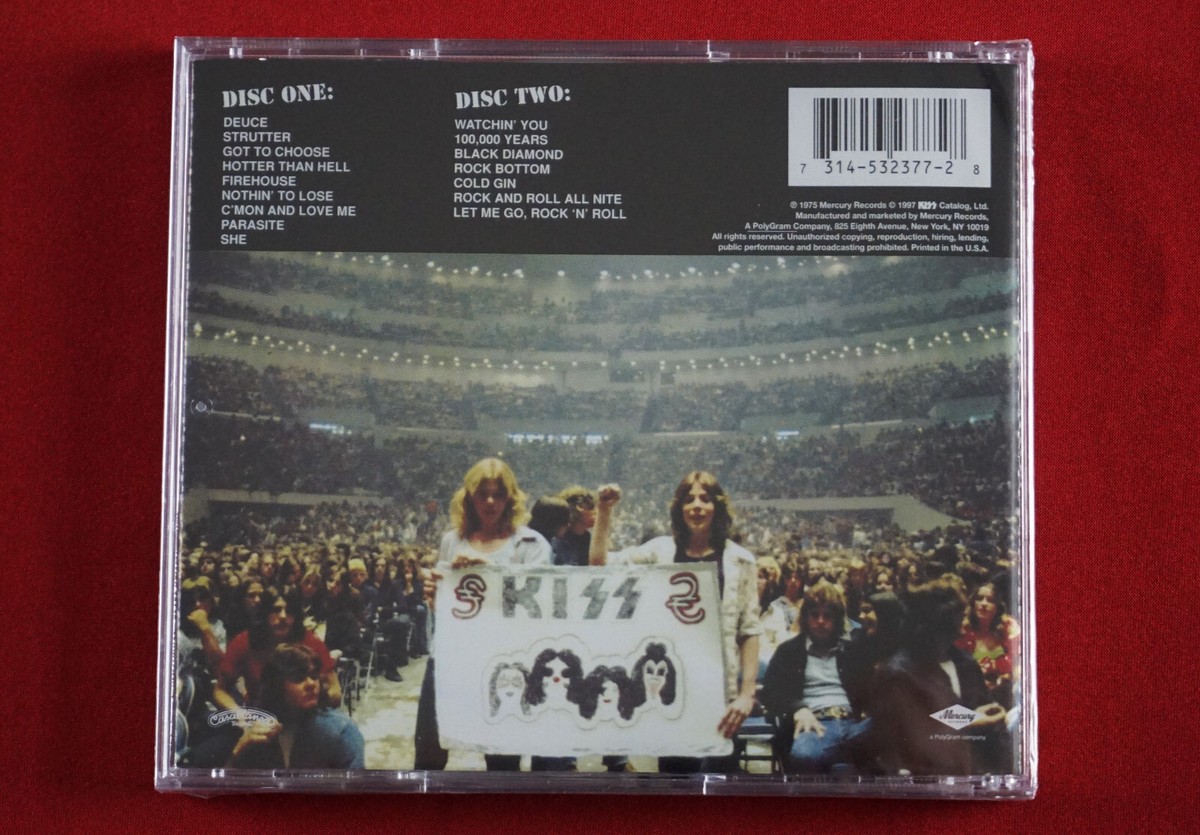 DISC ONE:
DEUCE
STRUTTER
GOT TO CHOOSE
HOTTER THAN HELL
FIREHOUSE
NOTHIN' TO LOSE
C'MON AND LOVE ME
PARASITE
SHE
DISC TWO:
WATCHIN' YOU
100,000 YEARS
BLACK DIAMOND
ROCK BOTTOM
COLD GIN
ROCK AND ROLL ALL NITE
LET ME GO, ROCK 'N' ROLL
7 314-532377-2 8
℗ 1975 Mercury Records © 1997 KISS Catalog, Ltd.
Manufactured and marketed by Mercury Records,
A PolyGram Company, 825 Eighth Avenue, New York, NY 10019
All rights reserved. Unauthorized copying, reproduction, hiring, lending,
public performance and broadcasting prohibited. Printed in the U.S.A.
KISS
Casablanca
Mercury
a PolyGram company